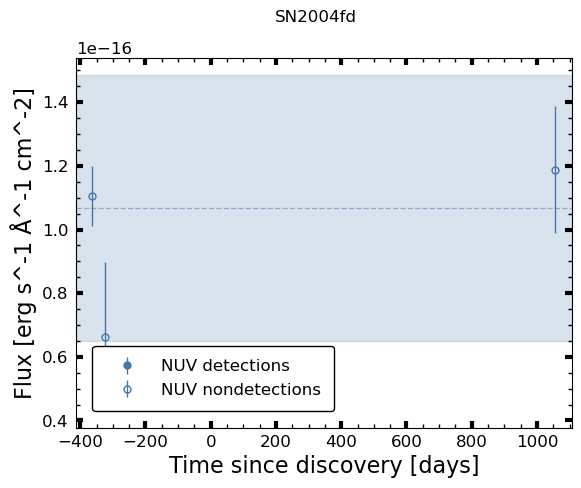 SN2004fd
1e−16
1.4
1.2
1.0
0.8
0.6
0.4
Flux [erg s^-1 Å^-1 cm^-2]
NUV detections
NUV nondetections
−400 −200 0 200 400 600 800 1000
Time since discovery [days]